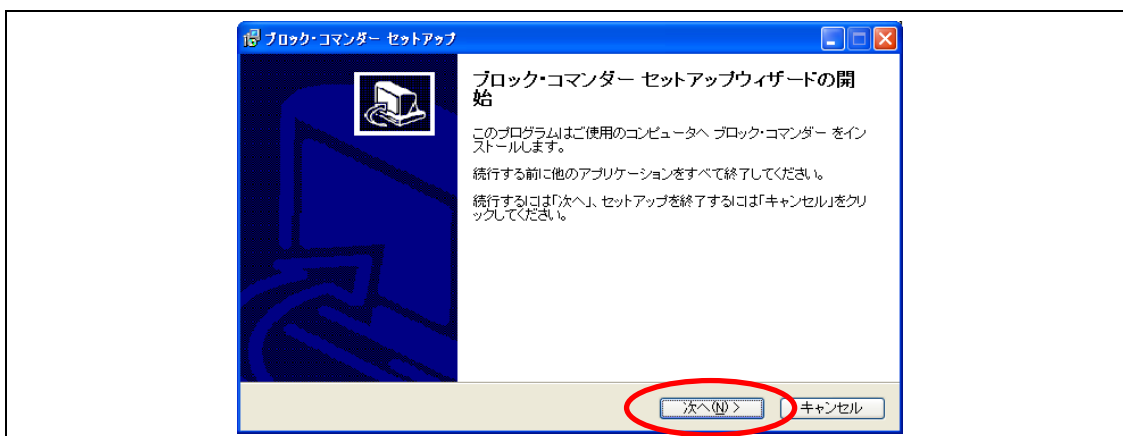 ブロック・コマンダー セットアップ
ブロック・コマンダー セットアップウィザードの開
始
このプログラムはご使用のコンピュータへ ブロック・コマンダー をイン
ストールします。
続行する前に他のアプリケーションをすべて終了してください。
続行するには「次へ」、セットアップを終了するには「キャンセル」をクリ
ックしてください。
次へ(N) >
キャンセル